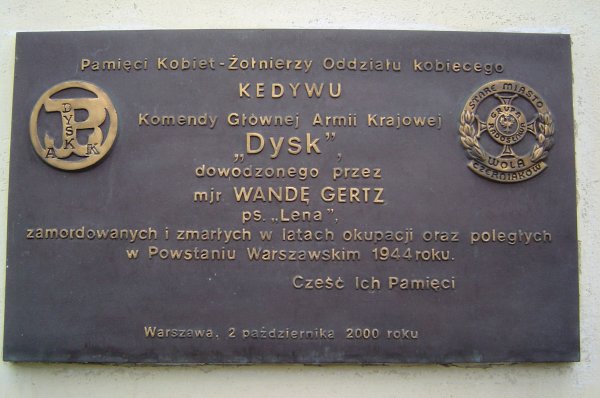 Pamięci Kobiet-Żołnierzy Oddziału kobiecego
KEDYWU
Komendy Głównej Armii Krajowej
„Dysk”,
dowodzonego przez
mjr WANDĘ GERTZ
ps. „Lena”,
zamordowanych i zmarłych w latach okupacji oraz poległych
w Powstaniu Warszawskim 1944 roku.
Cześć Ich Pamięci
Warszawa, 2 października 2000 roku
DYSK
A K
STARE MIASTO
GRUPA
RADOSŁAW
WOLA
CZERNIAKÓW